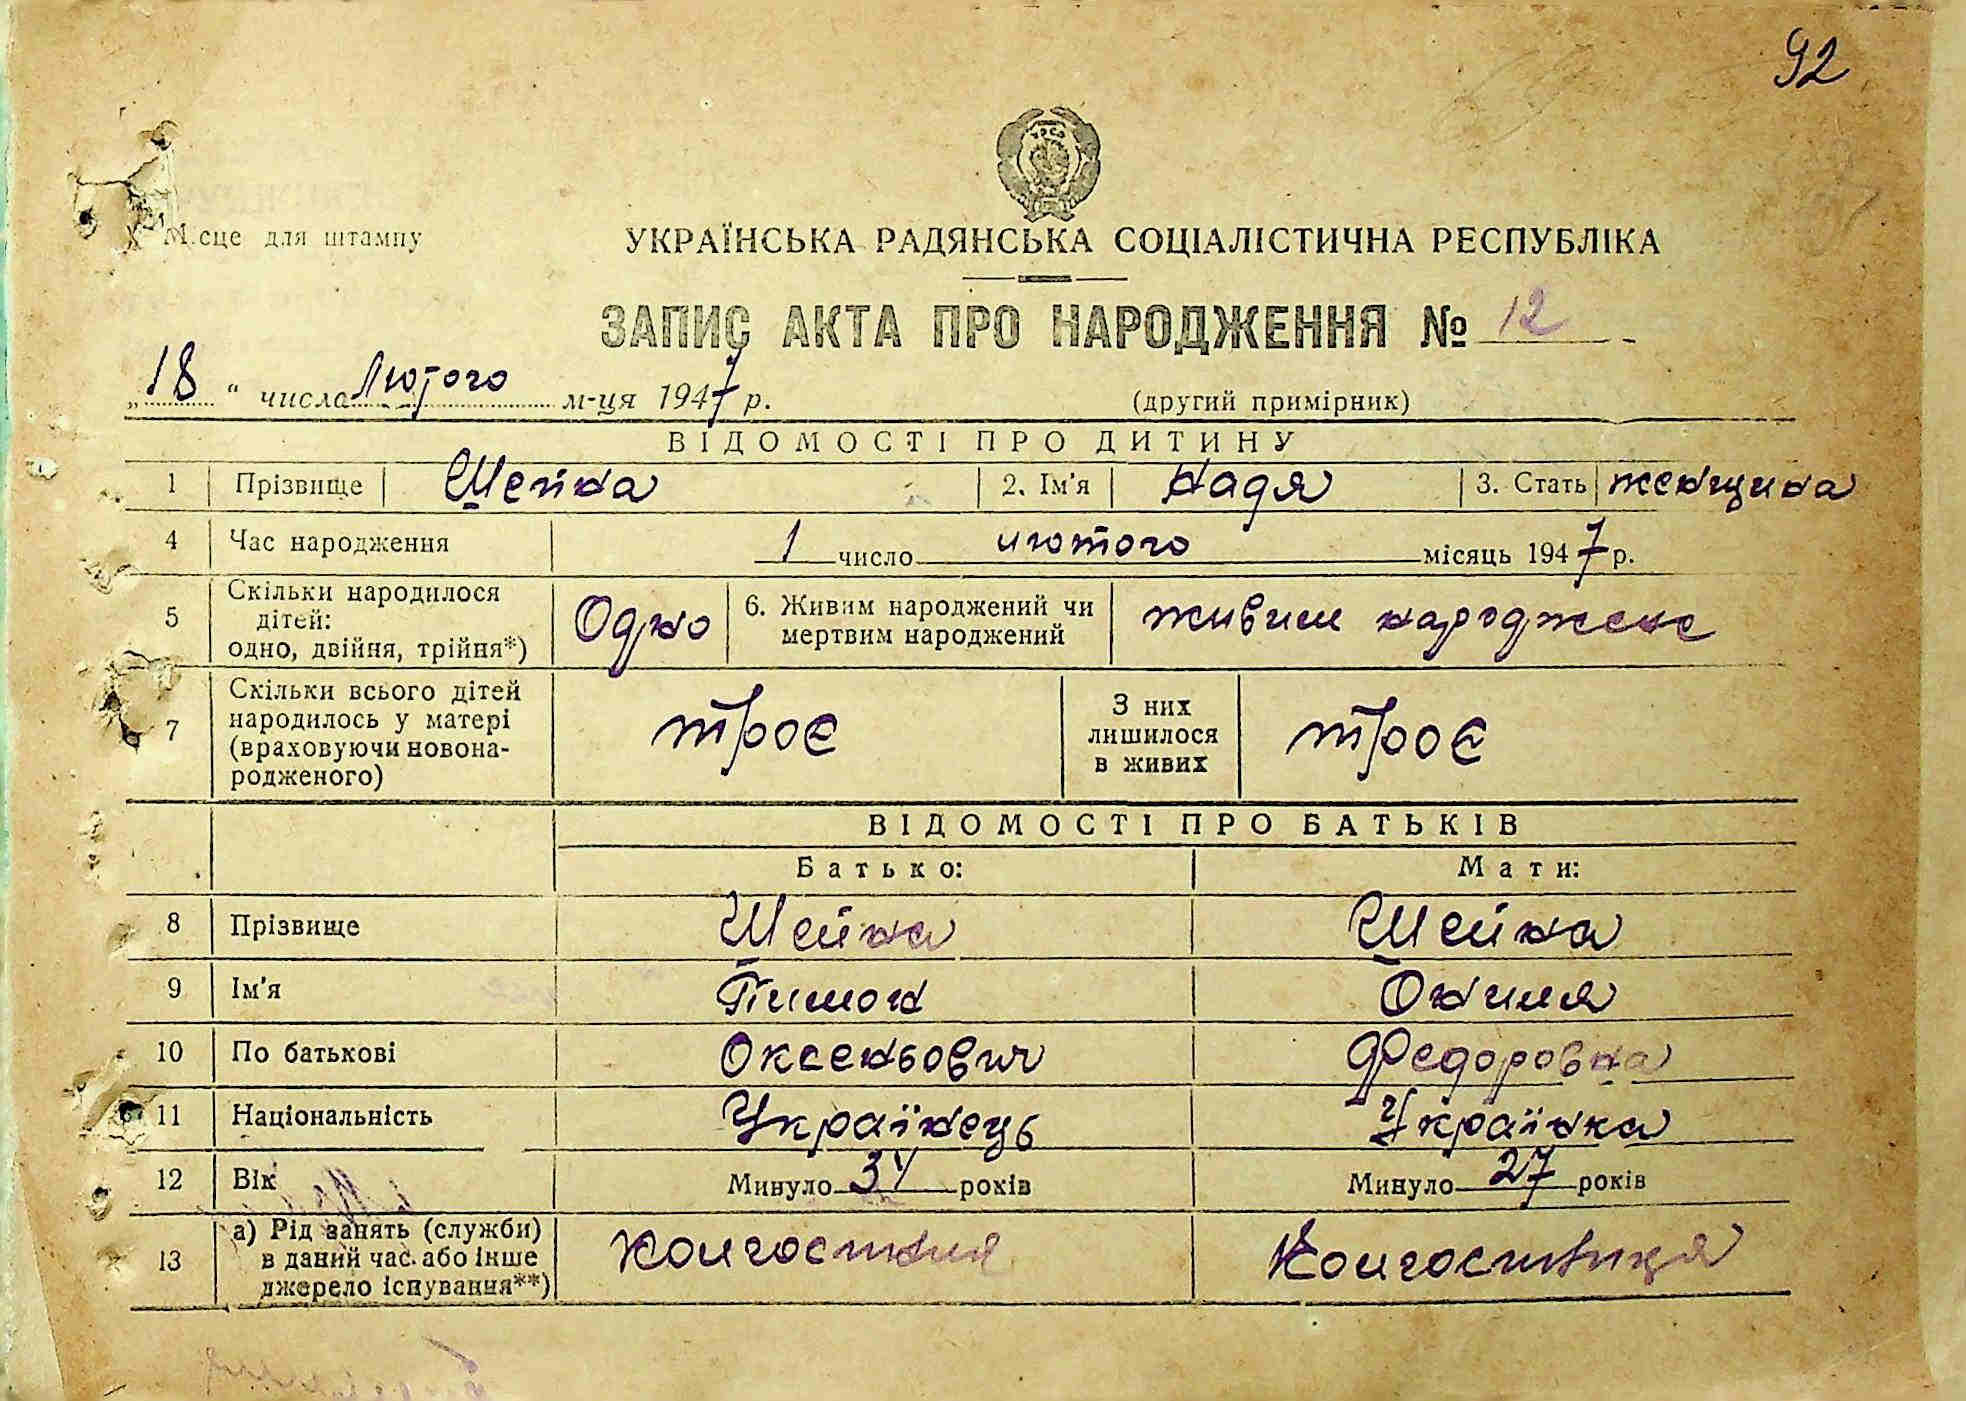 92
Місце для штампу
УКРАЇНСЬКА РАДЯНСЬКА СОЦІАЛІСТИЧНА РЕСПУБЛІКА
ЗАПИС АКТА ПРО НАРОДЖЕННЯ № 12
„18" числа Лютого м-ця 1947 р. (другий примірник)
ВІДОМОСТІ ПРО ДИТИНУ
1 Прізвище Шейка 2. Ім'я Надя 3. Стать женщина
4 Час народження 1 число лютого місяць 1947 р.
5 Скільки народилося дітей: одно, двійня, трійня*) Одно 6. Живим народжений чи мертвим народжений живим народжене
7 Скільки всього дітей народилось у матері (враховуючи новонародженого) троє З них лишилося в живих троє
ВІДОМОСТІ ПРО БАТЬКІВ
Батько: Мати:
8 Прізвище Шейка Шейка
9 Ім'я Тимон
10 По батькові Оксеньович Федоровна
11 Національність Українець Українка
12 Вік Минуло 34 років Минуло 27 років
13 а) Рід занять (служби) в даний час або інше джерело існування**) Колгоспник Колгоспниця